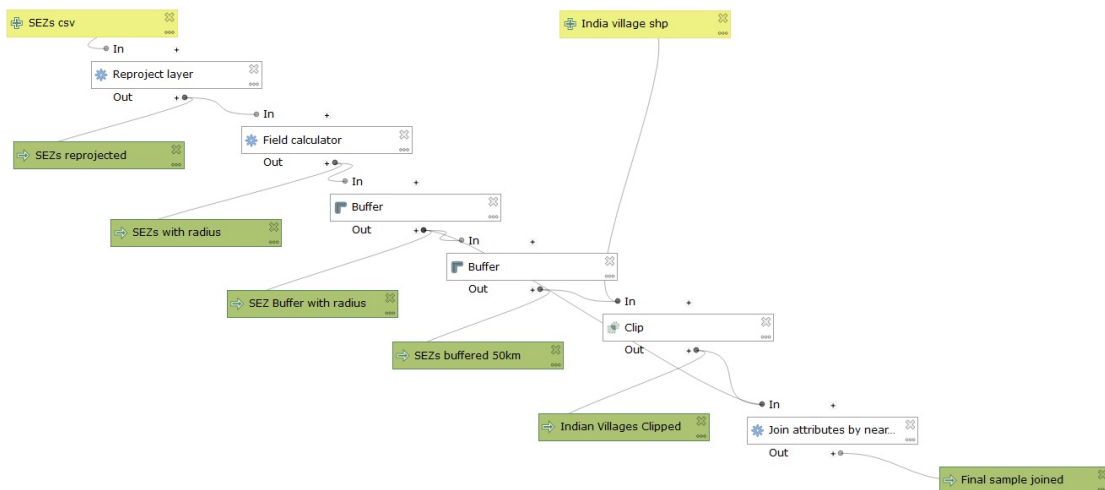 SEZs csv
India village shp
In
Reproject layer
Out
In
SEZs reprojected
Field calculator
Out
In
SEZs with radius
Buffer
Out
In
Buffer
SEZ Buffer with radius
Out
In
Clip
SEZs buffered 50km
Out
In
Indian Villages Clipped
Join attributes by near...
Out
Final sample joined